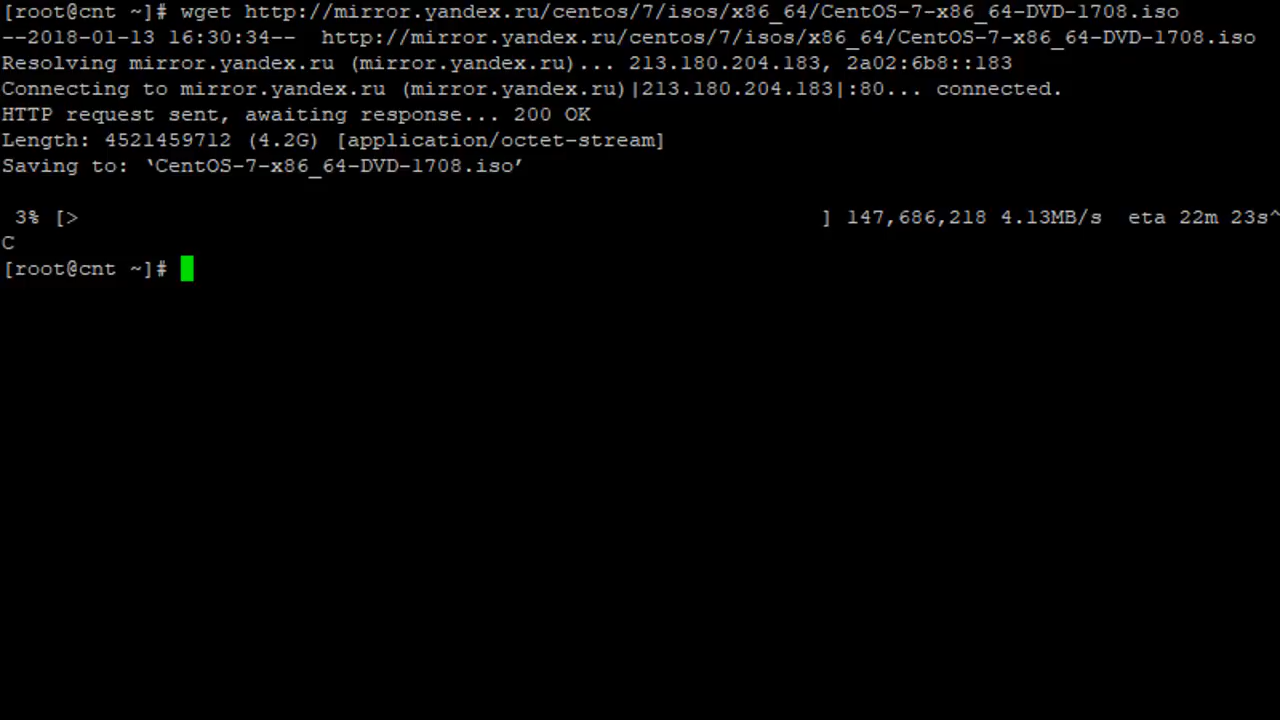 [root@cnt ~]# wget http://mirror.yandex.ru/centos/7/isos/x86_64/CentOS-7-x86_64-DVD-1708.iso
--2018-01-13 16:30:34--  http://mirror.yandex.ru/centos/7/isos/x86_64/CentOS-7-x86_64-DVD-1708.iso
Resolving mirror.yandex.ru (mirror.yandex.ru)... 213.180.204.183, 2a02:6b8::183
Connecting to mirror.yandex.ru (mirror.yandex.ru)|213.180.204.183|:80... connected.
HTTP request sent, awaiting response... 200 OK
Length: 4521459712 (4.2G) [application/octet-stream]
Saving to: ‘CentOS-7-x86_64-DVD-1708.iso’
3% [> ] 147,686,218 4.13MB/s  eta 22m 23s^
C
[root@cnt ~]#